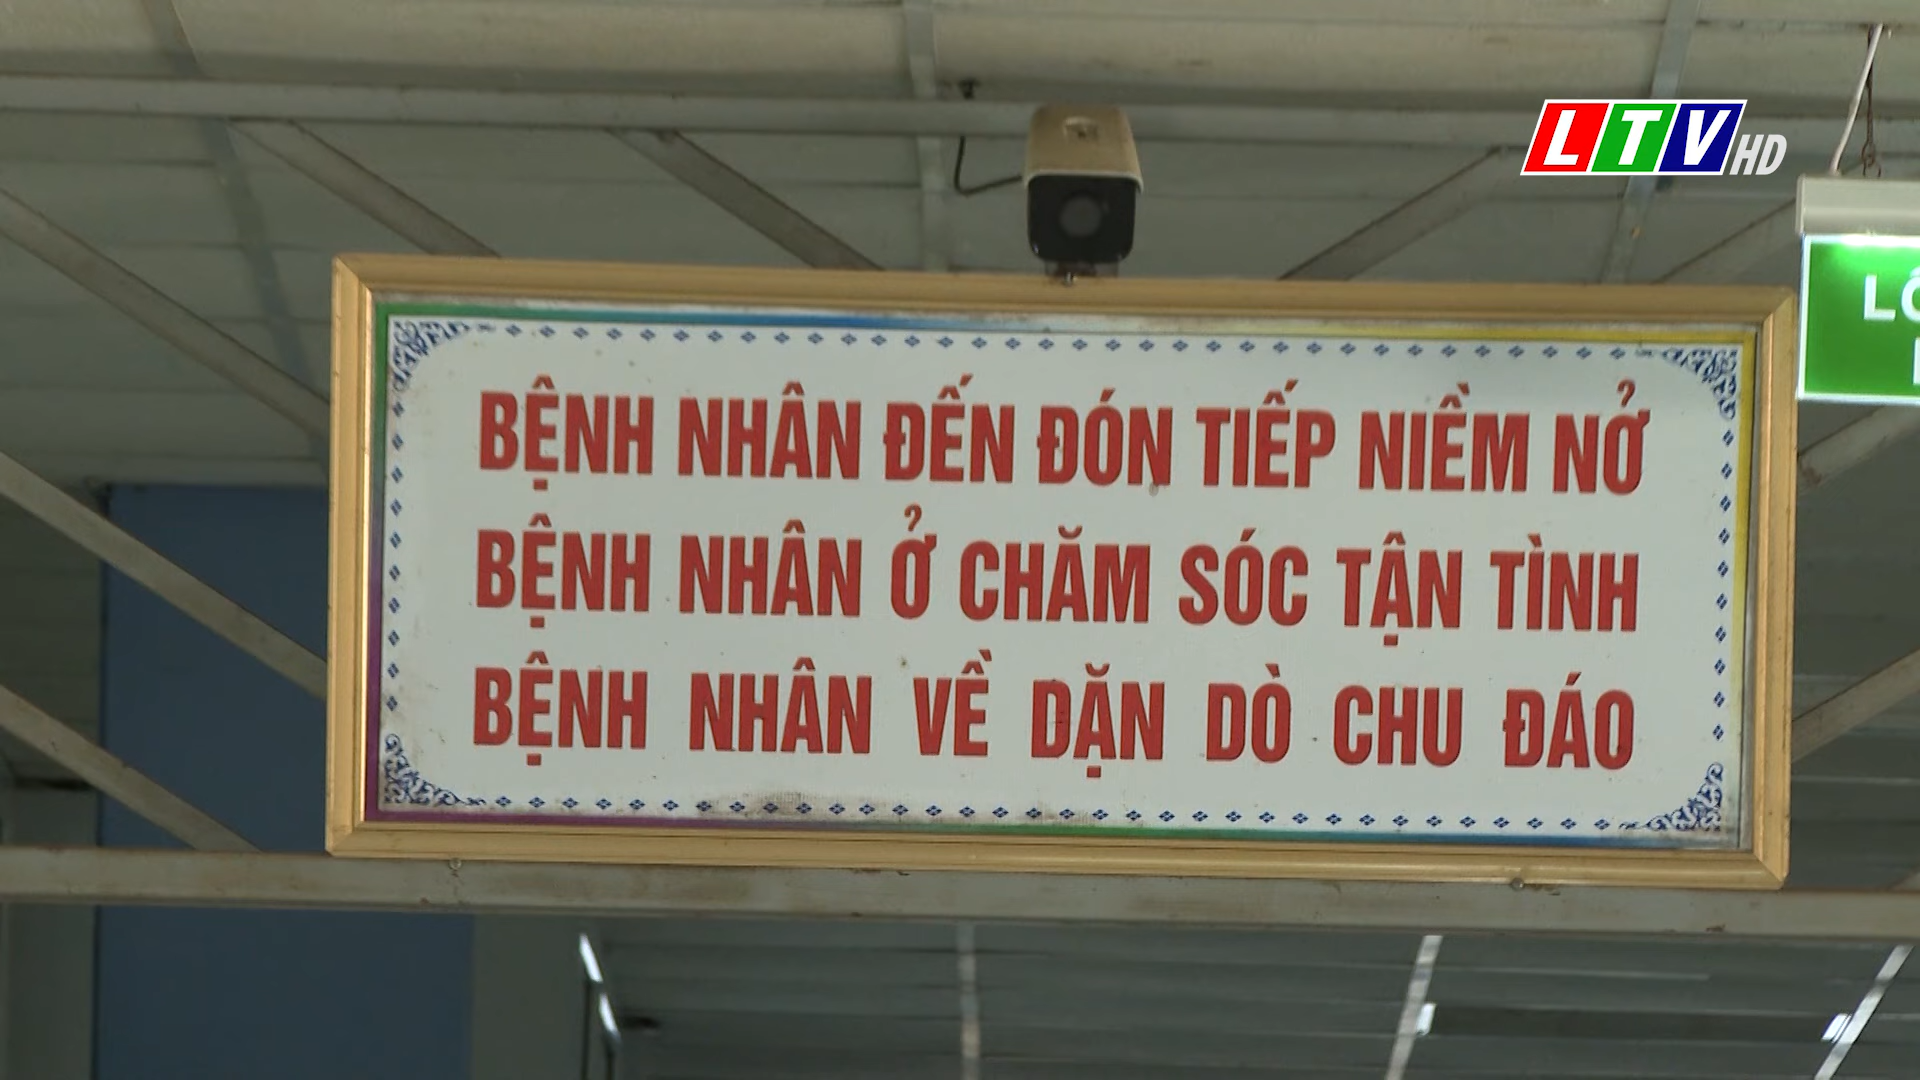 LTV HD
BỆNH NHÂN ĐẾN ĐÓN TIẾP NIỀM NỞ
BỆNH NHÂN Ở CHĂM SÓC TẬN TÌNH
BỆNH NHÂN VỀ DẶN DÒ CHU ĐÁO